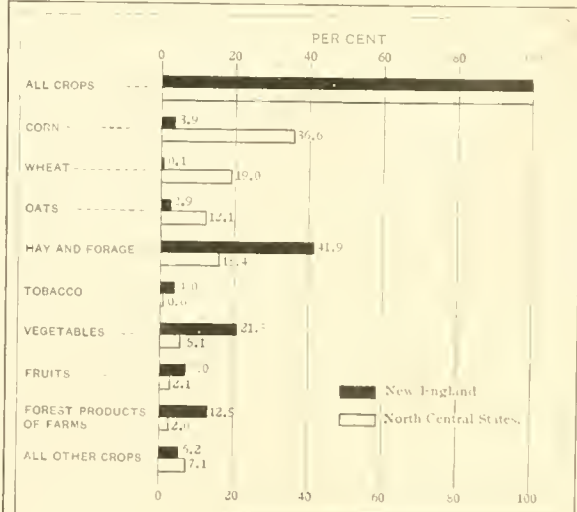 PER CENT
0 20 40 60 80 100
ALL CROPS
CORN 3.9
36.6
WHEAT 0.1
19.0
OATS 2.9
12.1
HAY AND FORAGE 41.9
TOBACCO
VEGETABLES
5.1
FRUITS
2.1
New England
FOREST PRODUCTS 12.5
OF FARMS 2.0
North Central States.
ALL OTHER CROPS 5.2
7.1
0 20 40 60 80 100